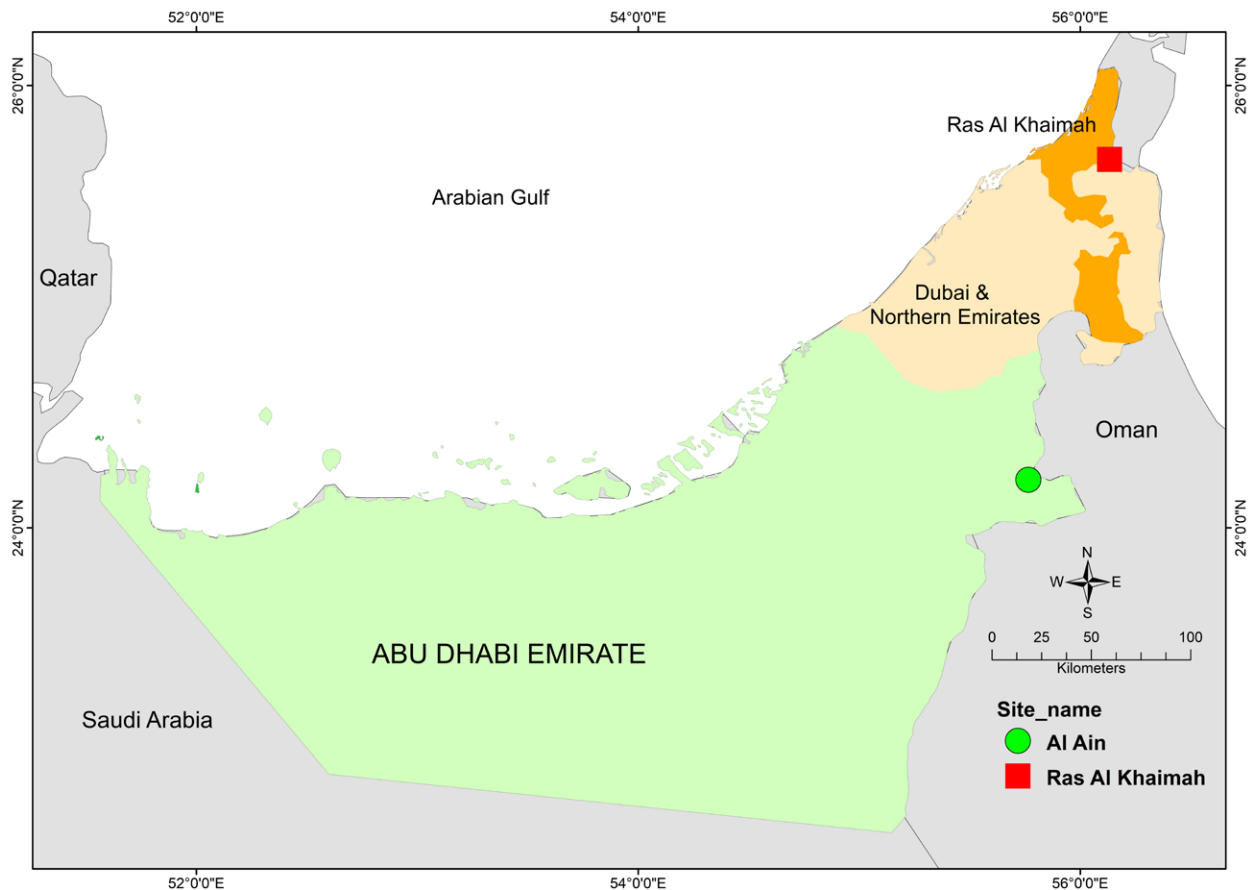 52°0'0"E
54°0'0"E
56°0'0"E
26°0'0"N
26°0'0"N
Ras Al Khaimah
Arabian Gulf
Qatar
Dubai &
Northern Emirates
Oman
24°0'0"N
24°0'0"N
N
W
E
S
0
25
50
100
Kilometers
ABU DHABI EMIRATE
Saudi Arabia
Site_name
Al Ain
Ras Al Khaimah
52°0'0"E
54°0'0"E
56°0'0"E